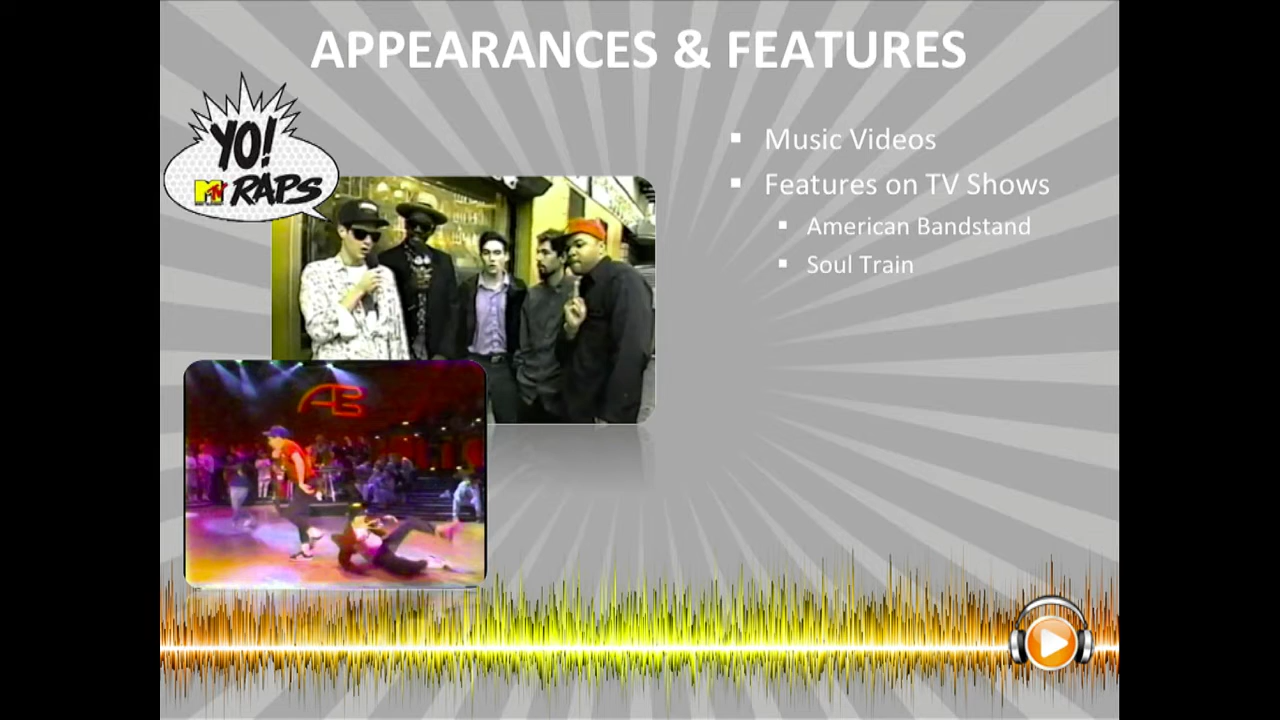 APPEARANCES & FEATURES
YO!
MTV RAPS
Music Videos
Features on TV Shows
American Bandstand
Soul Train
AB